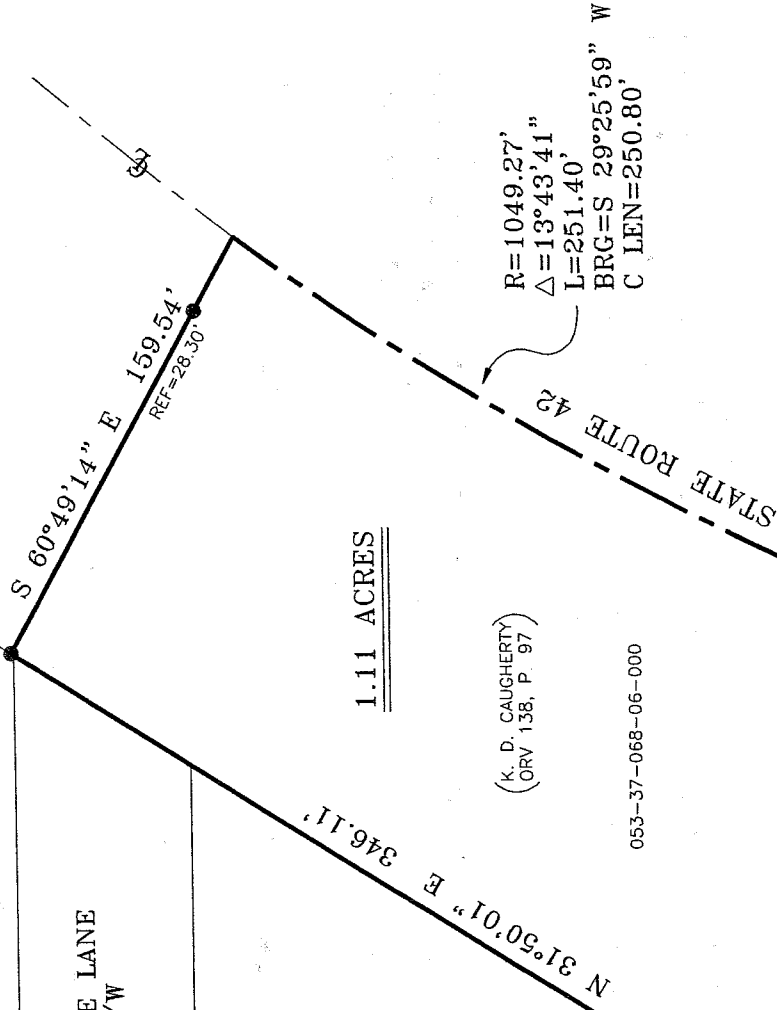 S 60°49'14" E 159.54'
REF=28.30'
R=1049.27'
△=13°43'41"
L=251.40'
BRG=S 29°25'59" W
C LEN=250.80'
STATE ROUTE 42
1.11 ACRES
(K. D. CAUGHERTY
ORV 138, P. 97)
053-37-068-06-000
N 31°50'01" E 346.11'
E LANE
/W